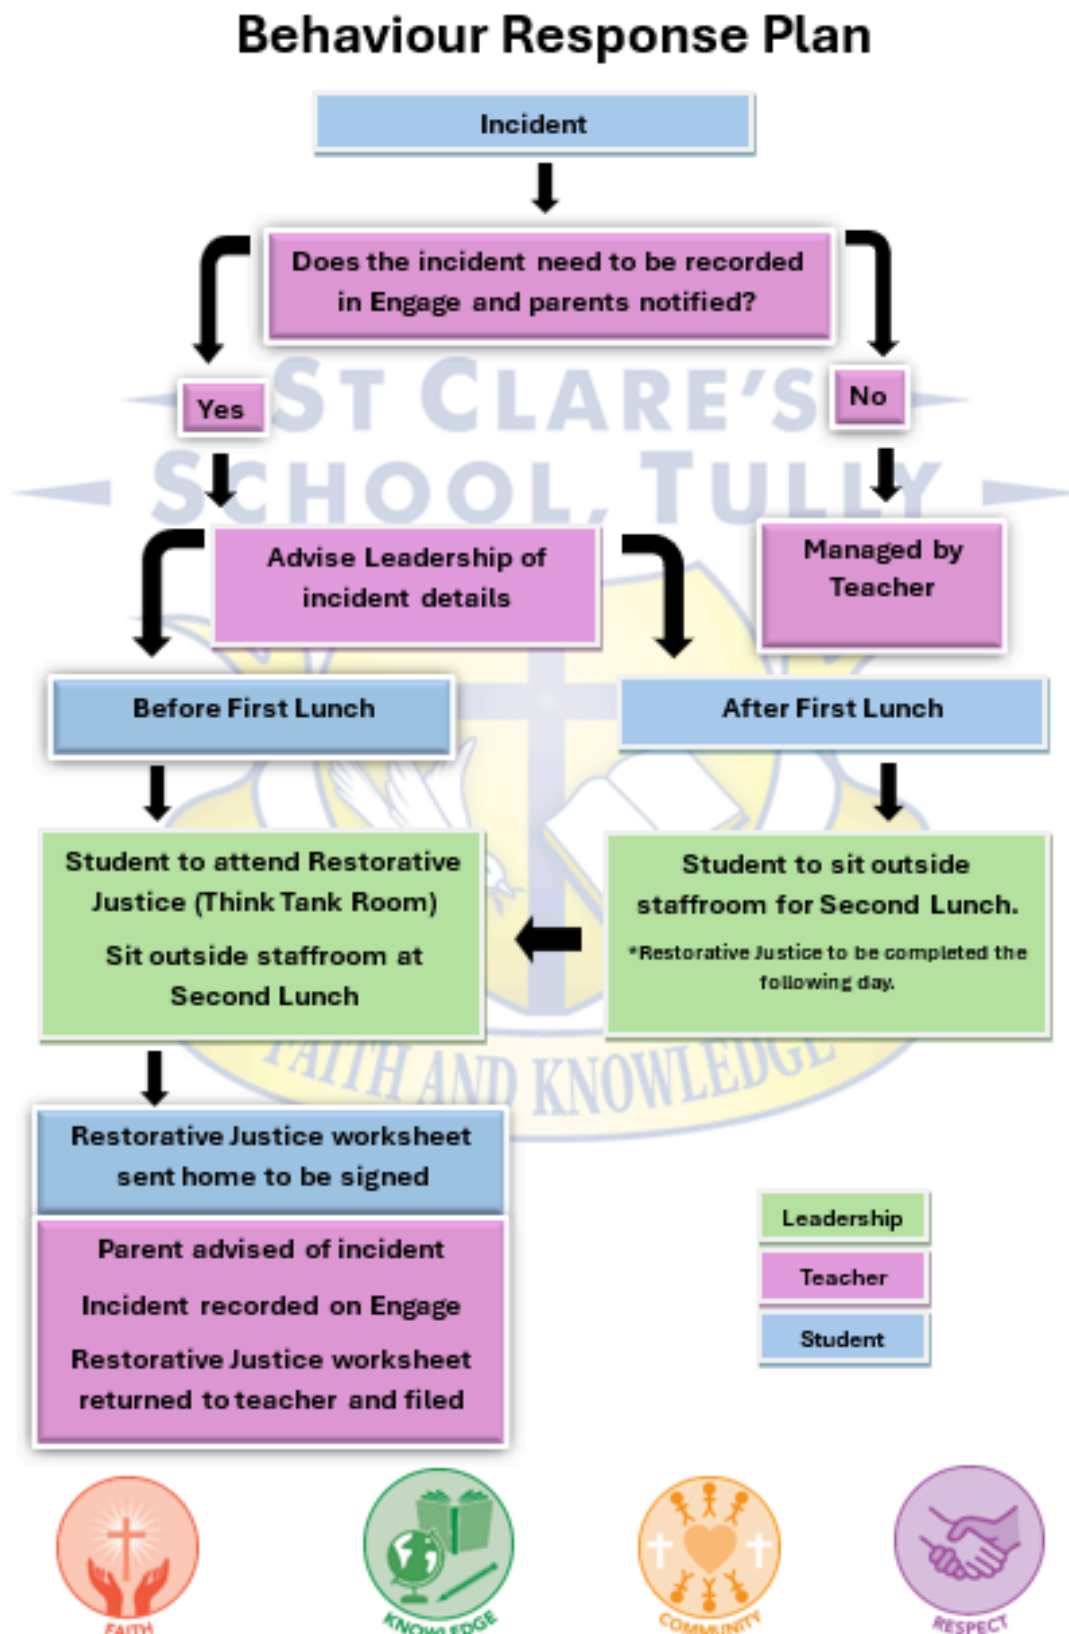 Behaviour Response Plan
Incident
Does the incident need to be recorded
in Engage and parents notified?
ST CLARE'S
SCHOOL, TULLY
Yes
No
Advise Leadership of
incident details
Managed by
Teacher
Before First Lunch
After First Lunch
Student to attend Restorative
Justice (Think Tank Room)
Sit outside staffroom at
Second Lunch
Student to sit outside
staffroom for Second Lunch.
*Restorative Justice to be completed the
following day.
FAITH AND KNOWLEDGE
Restorative Justice worksheet
sent home to be signed
Parent advised of incident
Incident recorded on Engage
Restorative Justice worksheet
returned to teacher and filed
Leadership
Teacher
Student
FAITH
KNOWLEDGE
COMMUNITY
RESPECT